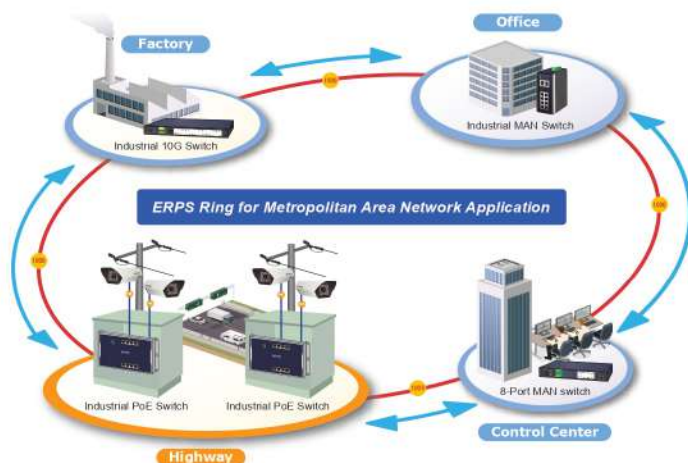 Factory
Office
Industrial 10G Switch
Industrial MAN Switch
ERPS Ring for Metropolitan Area Network Application
Industrial PoE Switch
Industrial PoE Switch
8-Port MAN switch
Highway
Control Center